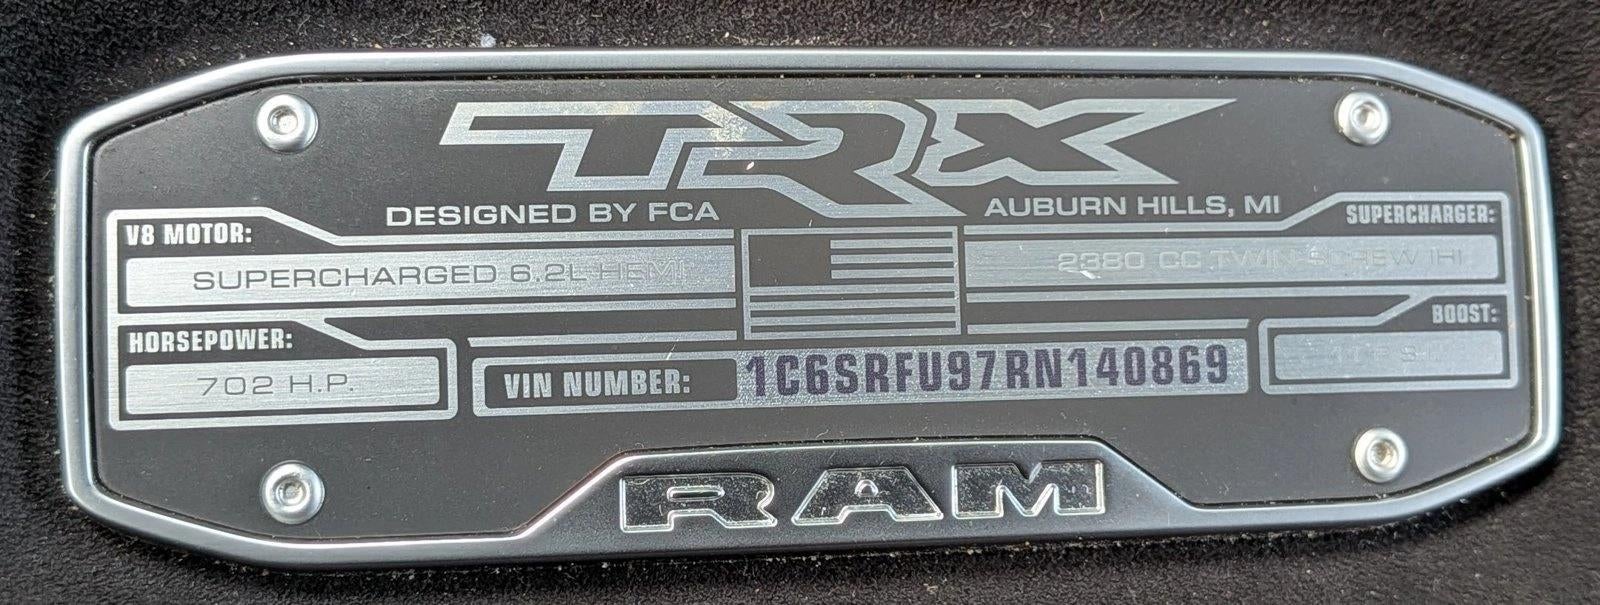 TRX
DESIGNED BY FCA AUBURN HILLS, MI
V8 MOTOR:
SUPERCHARGED 6.2L HEMI
SUPERCHARGER:
2380 CC TWIN-SCREW IHI
HORSEPOWER:
702 H.P.
VIN NUMBER: 1C6SRFU97RN140869
BOOST:
RAM